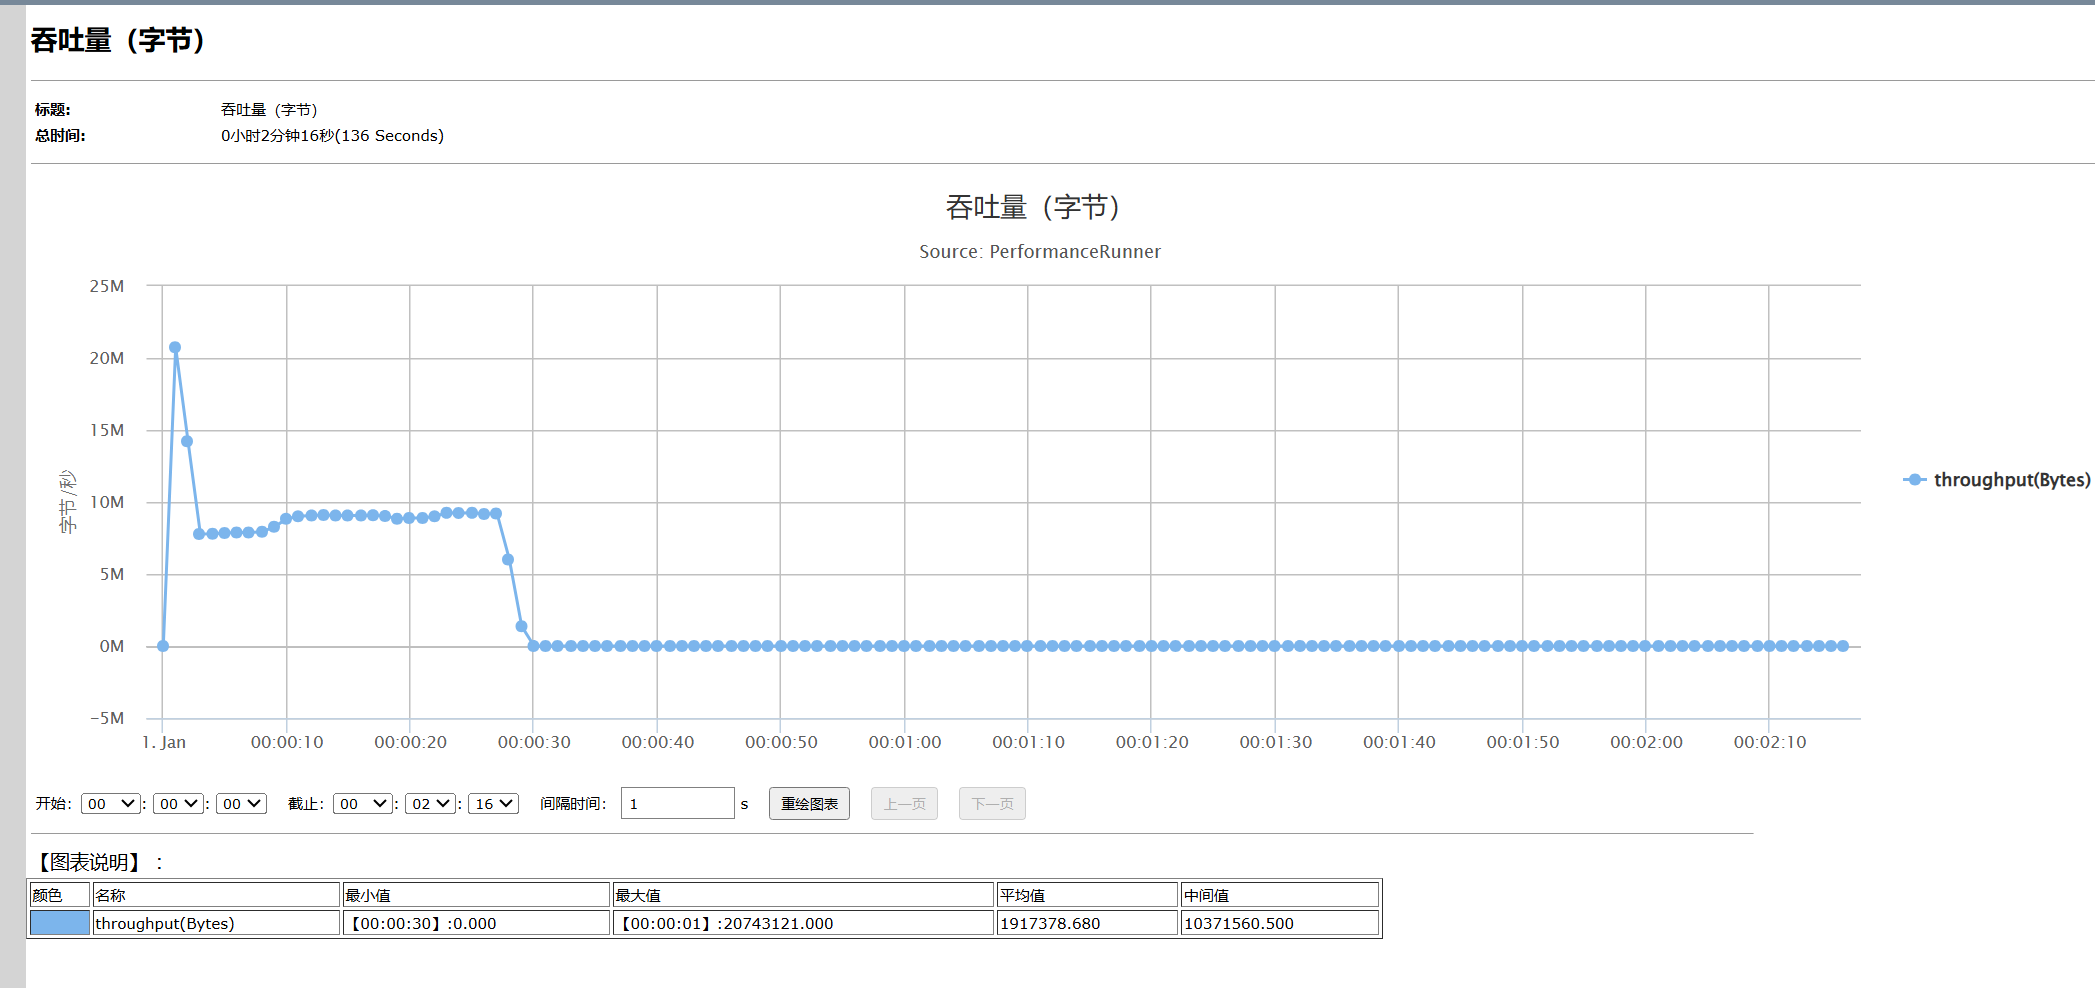 吞吐量（字节）
标题: 吞吐量（字节）
总时间: 0小时2分钟16秒(136 Seconds)
吞吐量（字节）
Source: PerformanceRunner
25M
20M
15M
10M
5M
0M
−5M
字节/秒
1. Jan 00:00:10 00:00:20 00:00:30 00:00:40 00:00:50 00:01:00 00:01:10 00:01:20 00:01:30 00:01:40 00:01:50 00:02:00 00:02:10
throughput(Bytes)
开始: 00 : 00 : 00 截止: 00 : 02 : 16 间隔时间: 1 s 重绘图表 上一页 下一页
【图表说明】：
颜色 名称 最小值 最大值 平均值 中间值
throughput(Bytes) 【00:00:30】:0.000 【00:00:01】:20743121.000 1917378.680 10371560.500